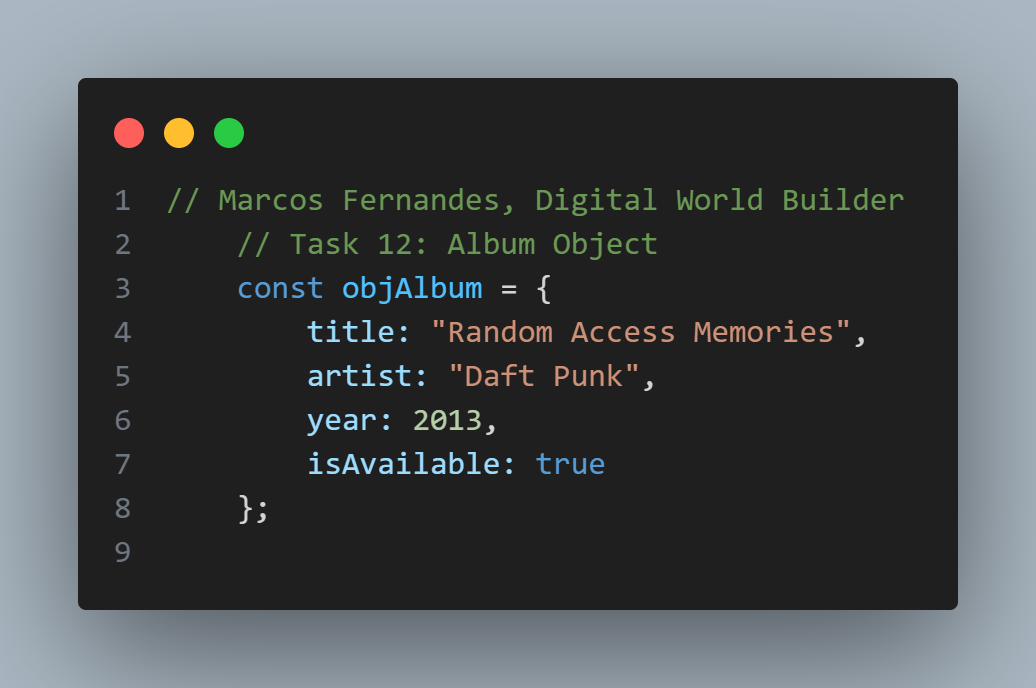 1 // Marcos Fernandes, Digital World Builder
2 // Task 12: Album Object
3 const objAlbum = {
4 title: "Random Access Memories",
5 artist: "Daft Punk",
6 year: 2013,
7 isAvailable: true
8 };
9